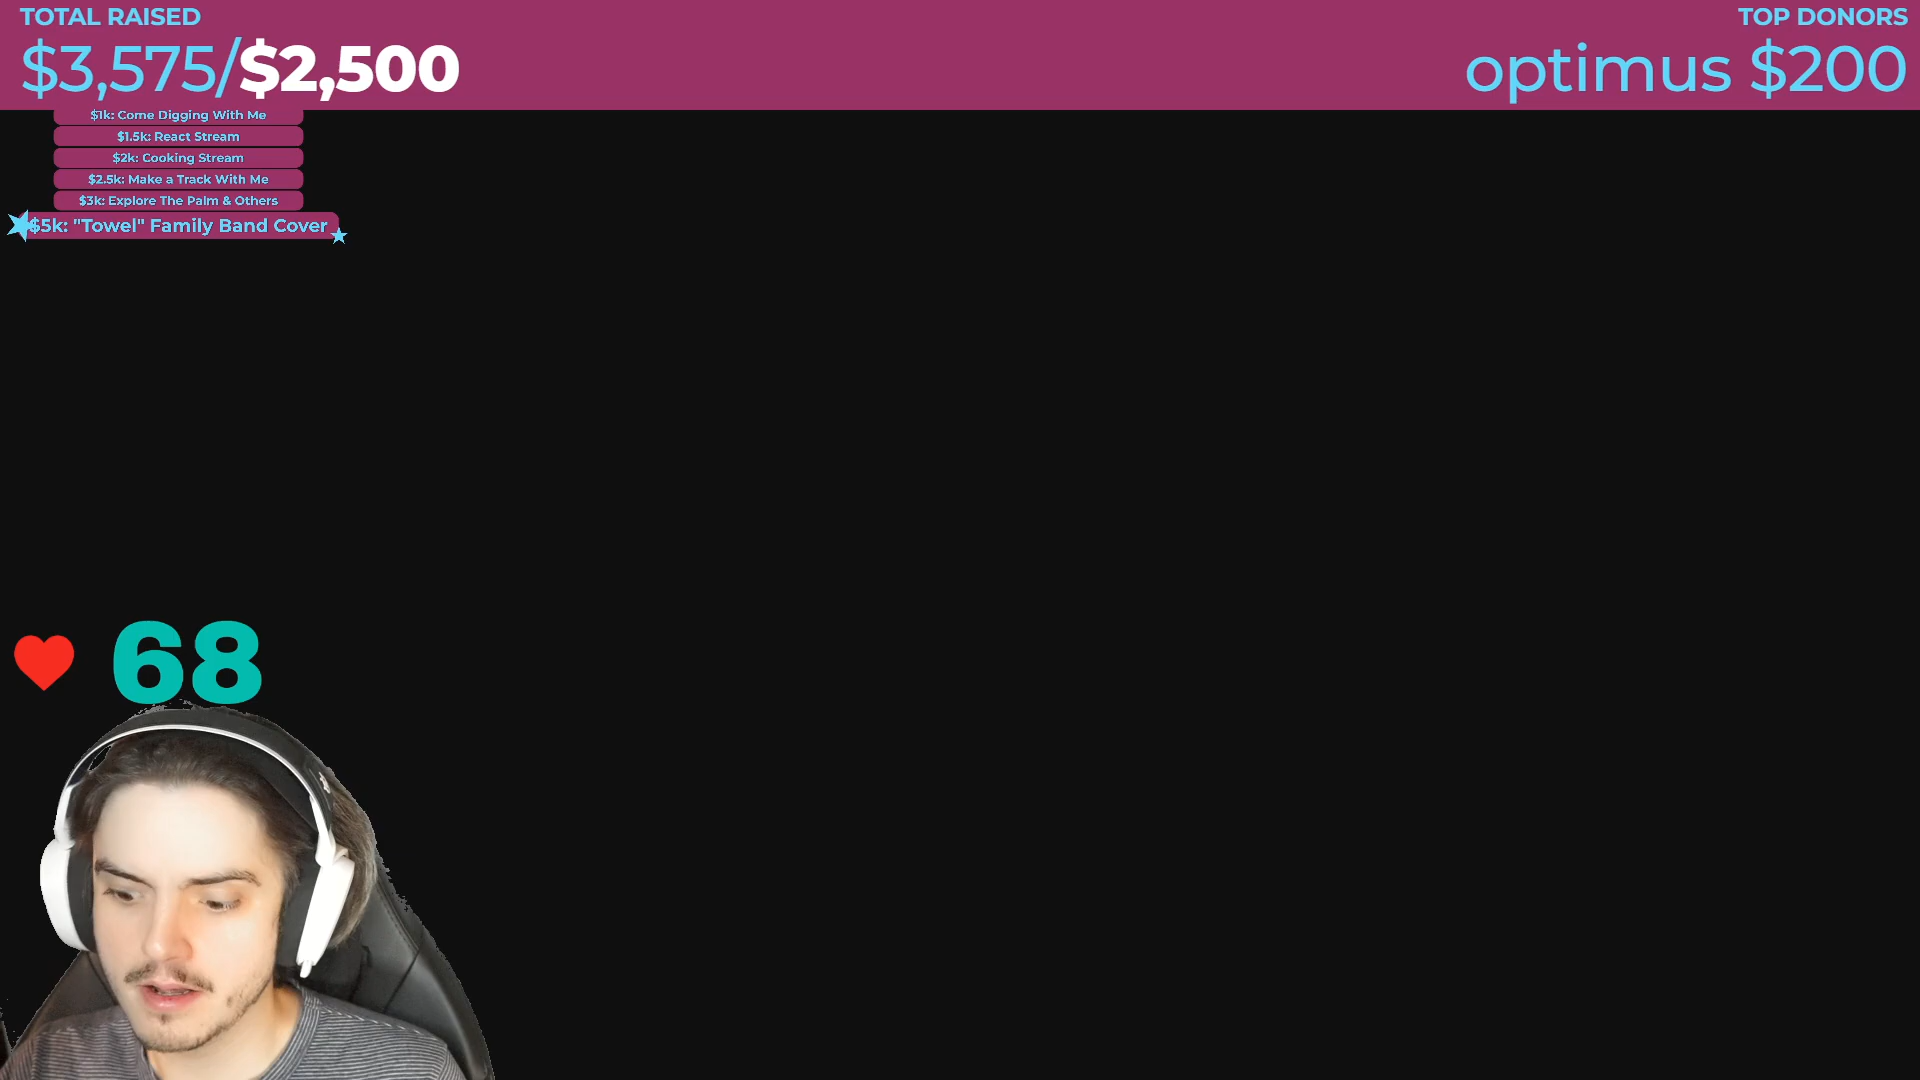 TOTAL RAISED
$3,575/$2,500
TOP DONORS
optimus $200
$1k: Come Digging With Me
$1.5k: React Stream
$2k: Cooking Stream
$2.5k: Make a Track With Me
$3k: Explore The Palm & Others
$5k: "Towel" Family Band Cover
68